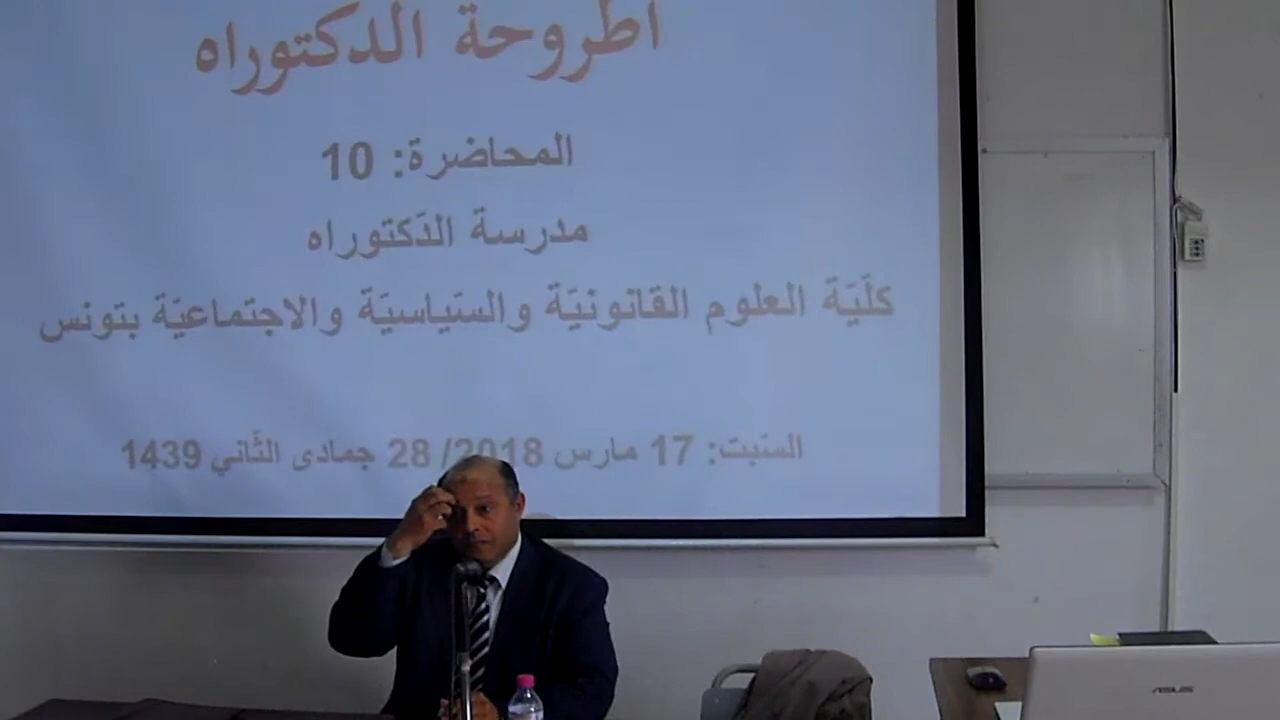 أطروحة الدكتوراه
المحاضرة: 10
مدرسة الدَكتوراه
كلّيَة العلوم القانونيَة والسَياسيَة والاجتماعيَة بتونس
السَبت: 17 مارس 2018/ 28 جمادى الثَاني 1439
ASUS